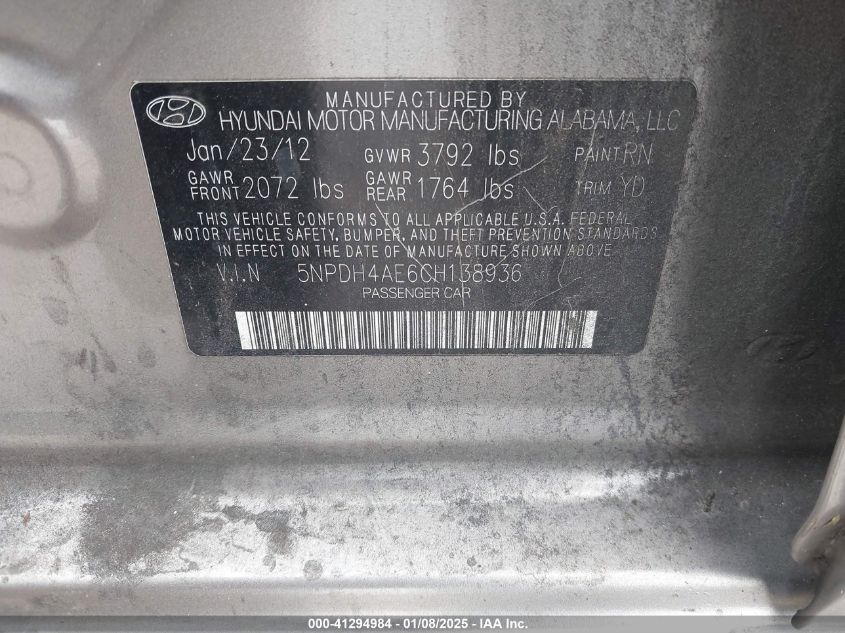 MANUFACTURED BY
HYUNDAI MOTOR MANUFACTURING ALABAMA, LLC
Jan/23/12 GVWR 3792 lbs PAINT RN
GAWR FRONT 2072 lbs GAWR REAR 1764 lbs TRIM YD
THIS VEHICLE CONFORMS TO ALL APPLICABLE U.S.A. FEDERAL
MOTOR VEHICLE SAFETY, BUMPER, AND THEFT PREVENTION STANDARDS
IN EFFECT ON THE DATE OF MANUFACTURE SHOWN ABOVE.
V.I.N 5NPDH4AE6CH138936
PASSENGER CAR
000-41294984 - 01/08/2025 - IAA Inc.